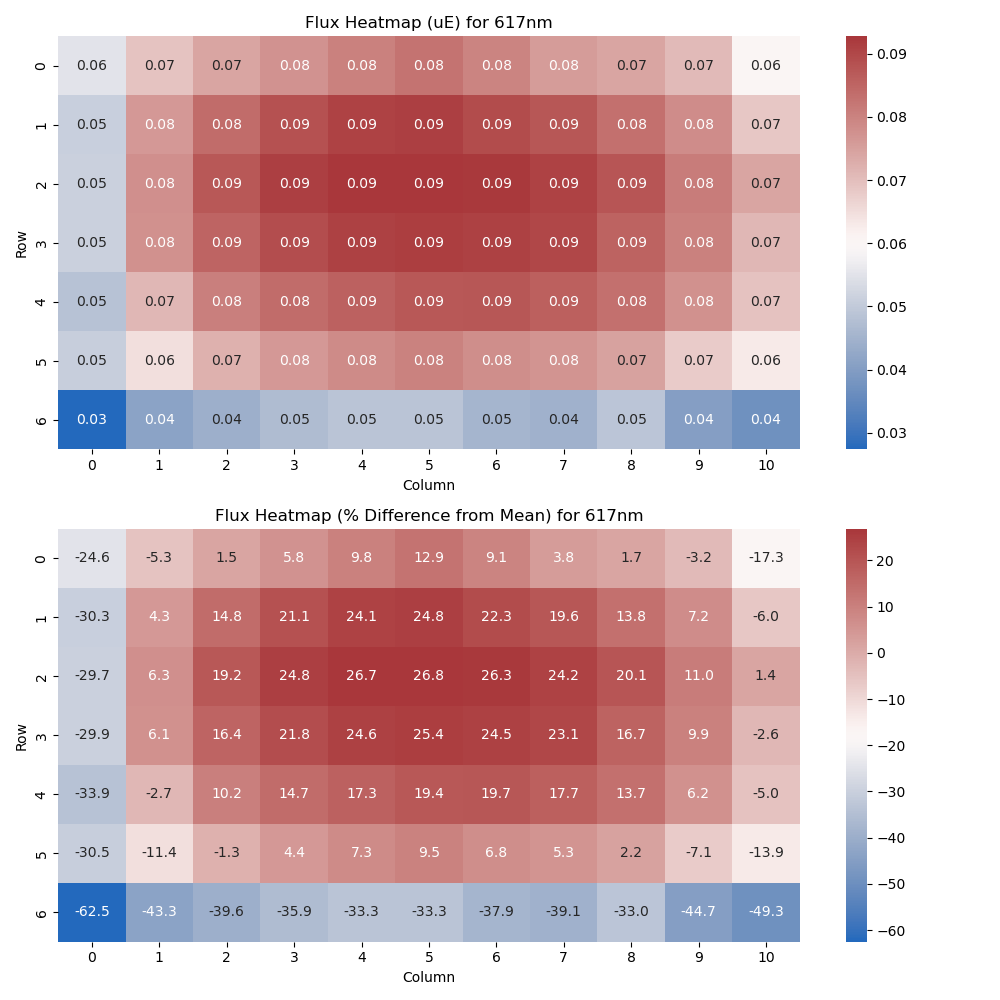 Flux Heatmap (uE) for 617nm
0 0.06 0.07 0.07 0.08 0.08 0.08 0.08 0.08 0.07 0.07 0.06
1 0.05 0.08 0.08 0.09 0.09 0.09 0.09 0.09 0.08 0.08 0.07
2 0.05 0.08 0.09 0.09 0.09 0.09 0.09 0.09 0.09 0.08 0.07
3 0.05 0.08 0.09 0.09 0.09 0.09 0.09 0.09 0.09 0.08 0.07
4 0.05 0.07 0.08 0.08 0.09 0.09 0.09 0.09 0.08 0.08 0.07
5 0.05 0.06 0.07 0.08 0.08 0.08 0.08 0.08 0.07 0.07 0.06
6 0.03 0.04 0.04 0.05 0.05 0.05 0.05 0.04 0.05 0.04 0.04
0 1 2 3 4 5 6 7 8 9 10
Column
Row
0.09
0.08
0.07
0.06
0.05
0.04
0.03
Flux Heatmap (% Difference from Mean) for 617nm
0 -24.6 -5.3 1.5 5.8 9.8 12.9 9.1 3.8 1.7 -3.2 -17.3
1 -30.3 4.3 14.8 21.1 24.1 24.8 22.3 19.6 13.8 7.2 -6.0
2 -29.7 6.3 19.2 24.8 26.7 26.8 26.3 24.2 20.1 11.0 1.4
3 -29.9 6.1 16.4 21.8 24.6 25.4 24.5 23.1 16.7 9.9 -2.6
4 -33.9 -2.7 10.2 14.7 17.3 19.4 19.7 17.7 13.7 6.2 -5.0
5 -30.5 -11.4 -1.3 4.4 7.3 9.5 6.8 5.3 2.2 -7.1 -13.9
6 -62.5 -43.3 -39.6 -35.9 -33.3 -33.3 -37.9 -39.1 -33.0 -44.7 -49.3
0 1 2 3 4 5 6 7 8 9 10
Column
Row
20
10
0
−10
−20
−30
−40
−50
−60